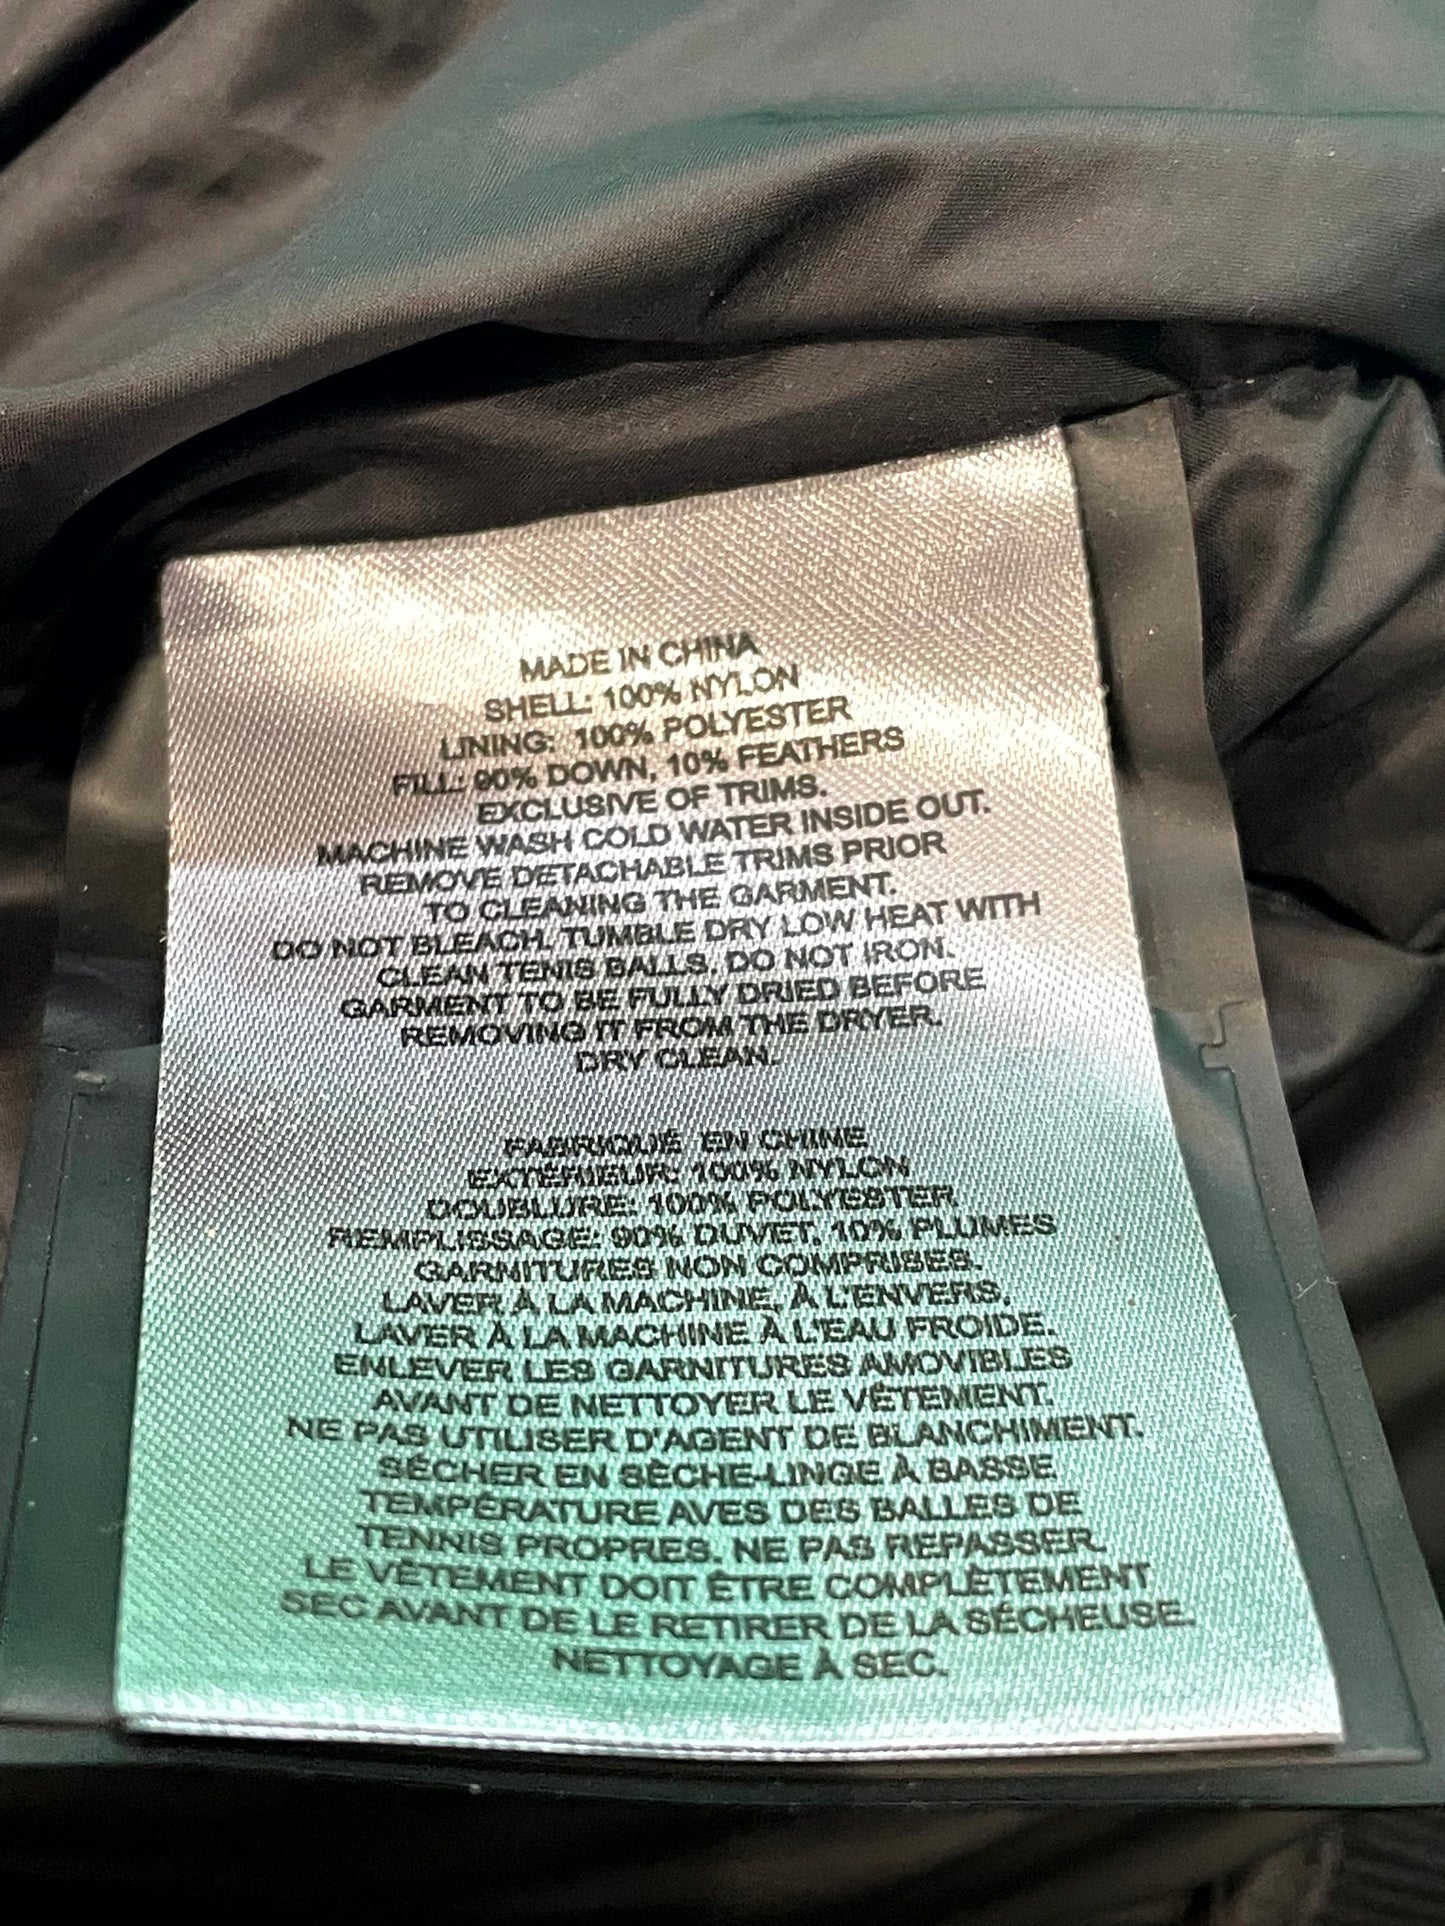 MADE IN CHINA
SHELL: 100% NYLON
LINING: 100% POLYESTER
FILL: 90% DOWN, 10% FEATHERS
EXCLUSIVE OF TRIMS.
MACHINE WASH COLD WATER INSIDE OUT.
REMOVE DETACHABLE TRIMS PRIOR
TO CLEANING THE GARMENT.
DO NOT BLEACH. TUMBLE DRY LOW HEAT WITH
CLEAN TENIS BALLS. DO NOT IRON.
GARMENT TO BE FULLY DRIED BEFORE
REMOVING IT FROM THE DRYER.
DRY CLEAN.
FABRIQUÉ EN CHINE
EXTÉRIEUR: 100% NYLON
DOUBLURE: 100% POLYESTER
REMPLISSAGE: 90% DUVET, 10% PLUMES
GARNITURES NON COMPRISES.
LAVER À LA MACHINE, À L'ENVERS.
LAVER À LA MACHINE À L'EAU FROIDE.
ENLEVER LES GARNITURES AMOVIBLES
AVANT DE NETTOYER LE VÊTEMENT.
NE PAS UTILISER D'AGENT DE BLANCHIMENT.
SÉCHER EN SÈCHE-LINGE À BASSE
TEMPÉRATURE AVES DES BALLES DE
TENNIS PROPRES. NE PAS REPASSER.
LE VÊTEMENT DOIT ÊTRE COMPLÈTEMENT
SEC AVANT DE LE RETIRER DE LA SÉCHEUSE.
NETTOYAGE À SEC.